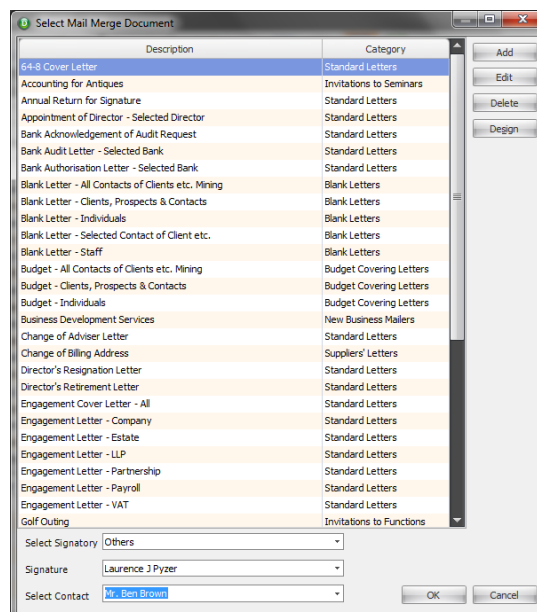 Select Mail Merge Document
Description Category
64-8 Cover Letter Standard Letters
Accounting for Antiques Invitations to Seminars
Annual Return for Signature Standard Letters
Appointment of Director - Selected Director Standard Letters
Bank Acknowledgement of Audit Request Standard Letters
Bank Audit Letter - Selected Bank Standard Letters
Bank Authorisation Letter - Selected Bank Standard Letters
Blank Letter - All Contacts of Clients etc. Mining Blank Letters
Blank Letter - Clients, Prospects & Contacts Blank Letters
Blank Letter - Individuals Blank Letters
Blank Letter - Selected Contact of Client etc. Blank Letters
Blank Letter - Staff Blank Letters
Budget - All Contacts of Clients etc. Mining Budget Covering Letters
Budget - Clients, Prospects & Contacts Budget Covering Letters
Budget - Individuals Budget Covering Letters
Business Development Services New Business Mailers
Change of Adviser Letter Standard Letters
Change of Billing Address Suppliers' Letters
Director's Resignation Letter Standard Letters
Director's Retirement Letter Standard Letters
Engagement Cover Letter - All Standard Letters
Engagement Letter - Company Standard Letters
Engagement Letter - Estate Standard Letters
Engagement Letter - LLP Standard Letters
Engagement Letter - Partnership Standard Letters
Engagement Letter - Payroll Standard Letters
Engagement Letter - VAT Standard Letters
Golf Outing Invitations to Functions
Add
Edit
Delete
Design
Select Signatory Others
Signature Laurence J Pyzer
Select Contact Mr. Ben Brown
OK Cancel